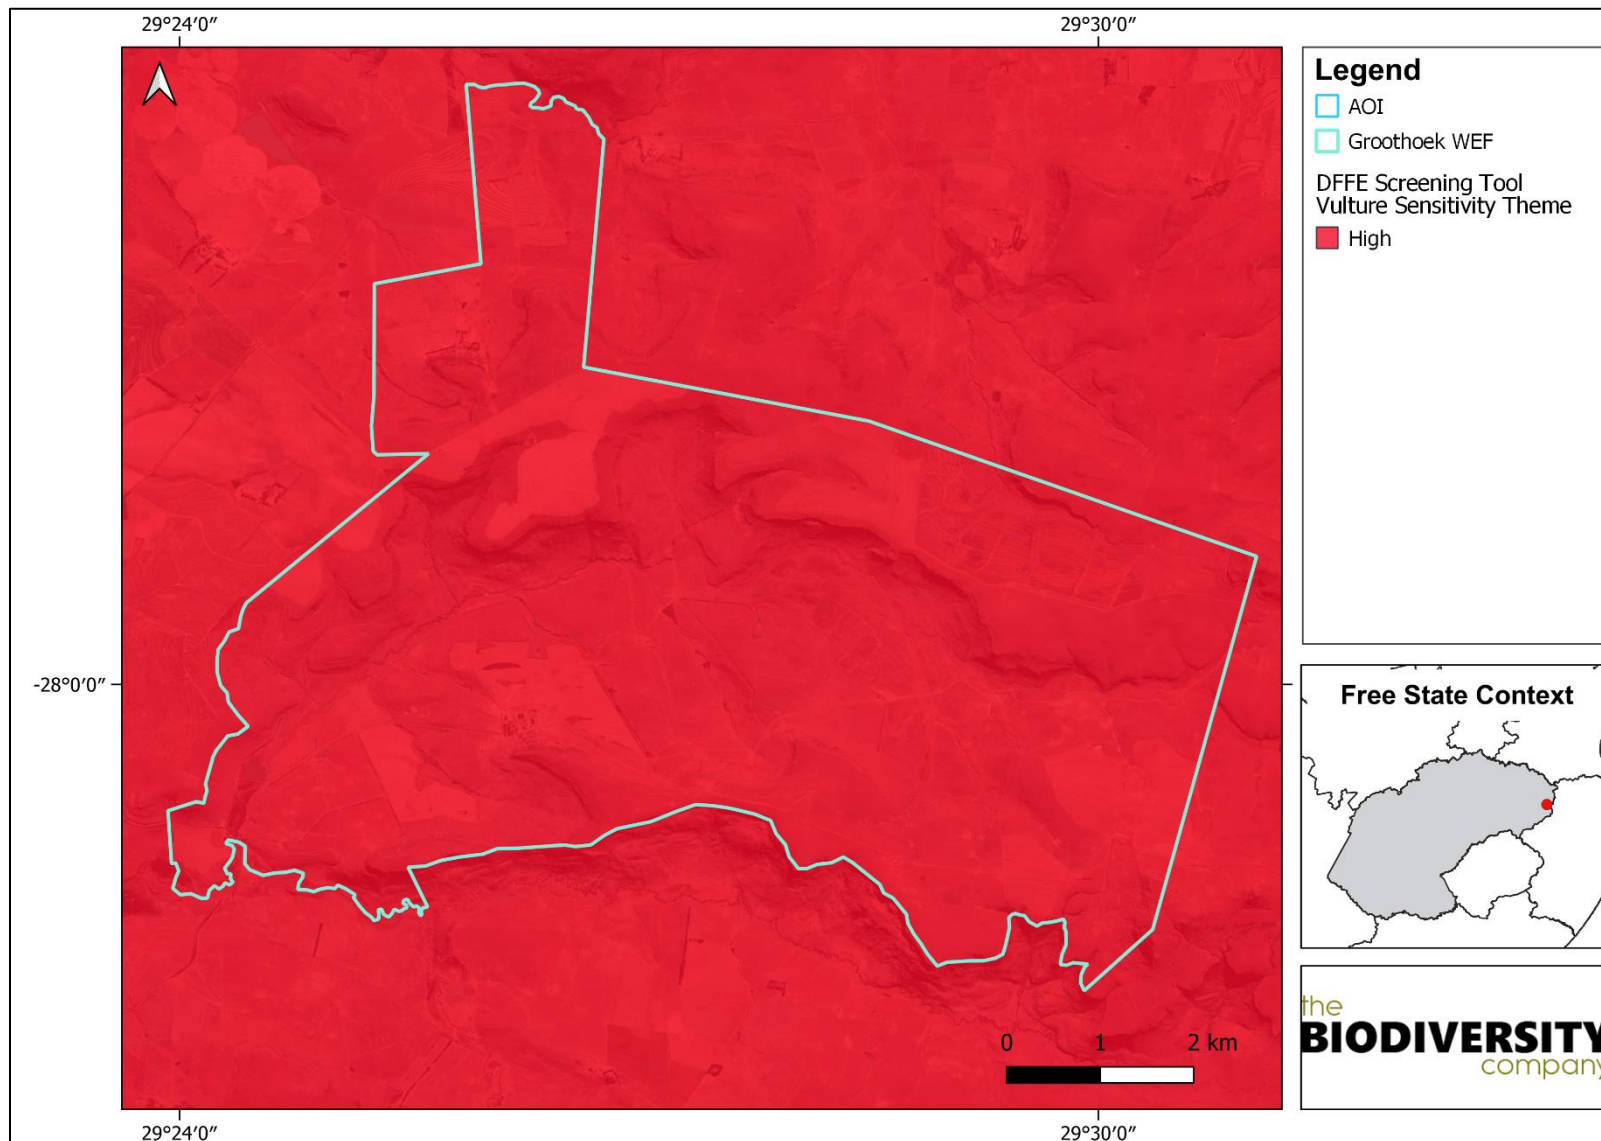 29°24′0″ 29°30′0″
Legend
AOI
Groothoek WEF
DFFE Screening Tool
Vulture Sensitivity Theme
High
-28°0′0″
Free State Context
0 1 2 km
the
BIODIVERSITY
company
29°24′0″ 29°30′0″